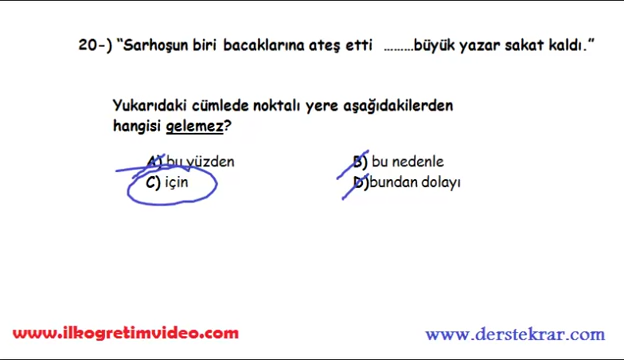 20-) “Sarhoşun biri bacaklarına ateş etti ………büyük yazar sakat kaldı.”
Yukarıdaki cümlede noktalı yere aşağıdakilerden
hangisi gelemez?
A) bu yüzden B) bu nedenle
C) için D)bundan dolayı
www.ilkogretimvideo.com www.derstekrar.com